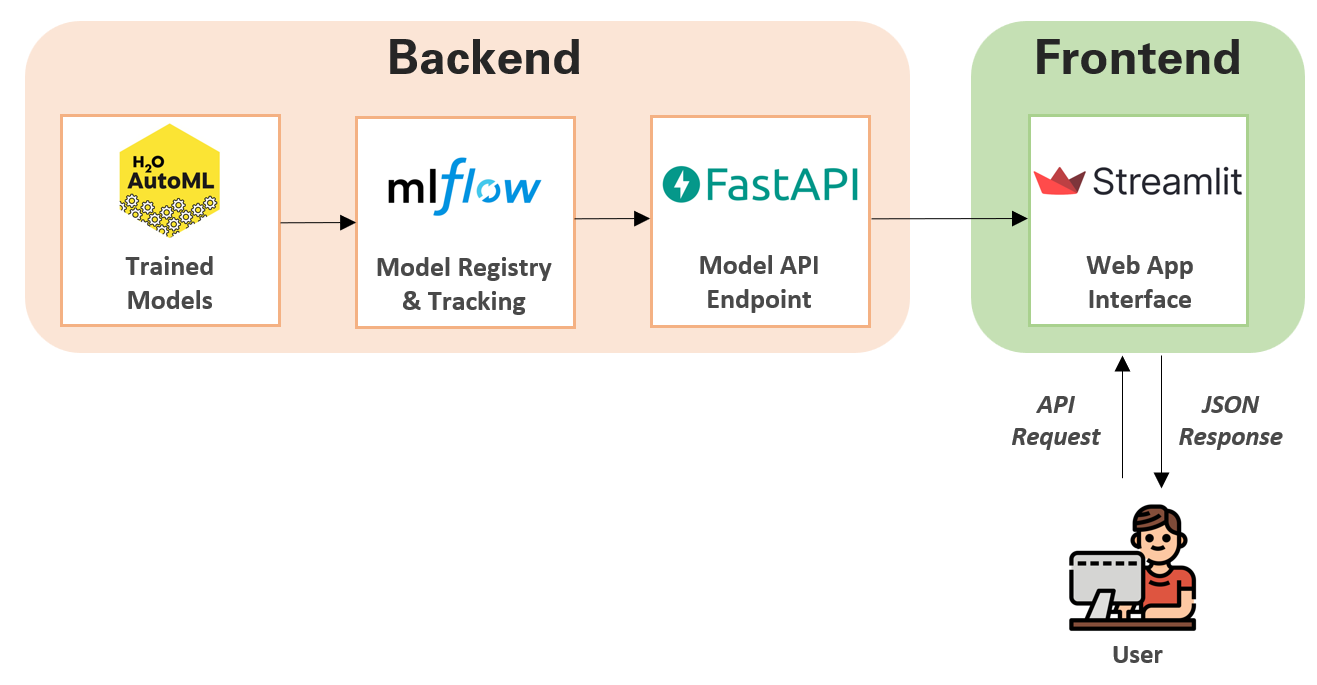 Backend
Frontend
H2O
AutoML
Trained
Models
mlflow
Model Registry
& Tracking
FastAPI
Model API
Endpoint
Streamlit
Web App
Interface
API
Request
JSON
Response
User